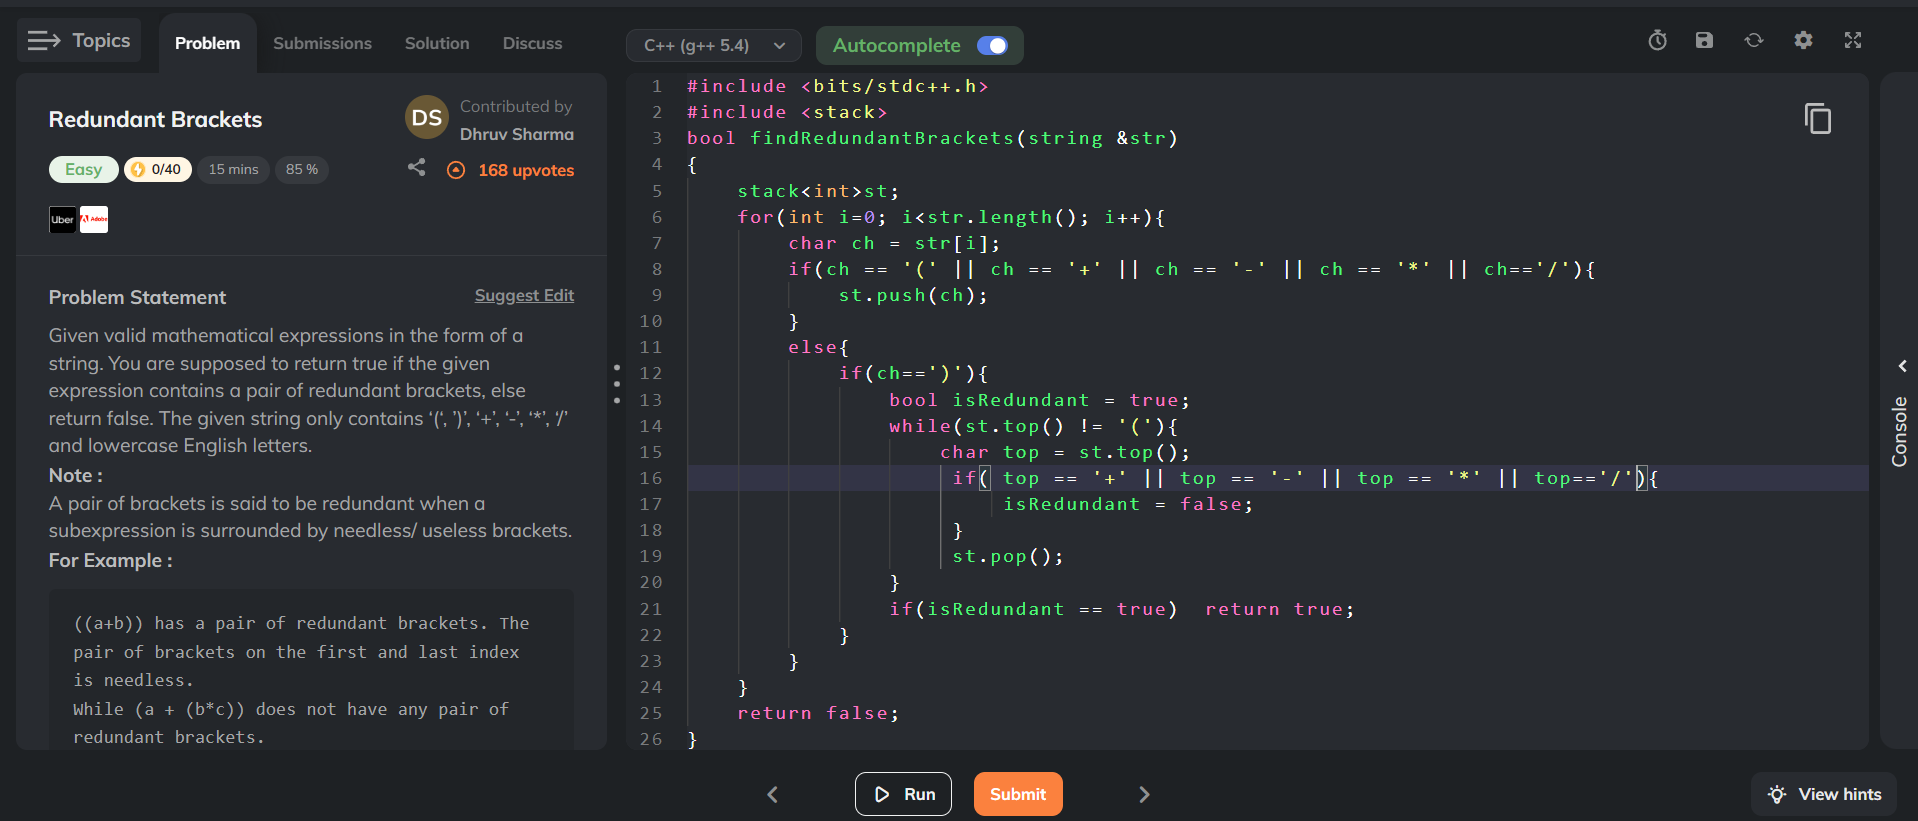 Topics
Problem
Submissions
Solution
Discuss
C++ (g++ 5.4)
Autocomplete
Redundant Brackets
DS
Contributed by
Dhruv Sharma
Easy
0/40
15 mins
85 %
168 upvotes
Uber
Adobe
Problem Statement
Suggest Edit
Given valid mathematical expressions in the form of a
string. You are supposed to return true if the given
expression contains a pair of redundant brackets, else
return false. The given string only contains ‘(‘, ’)’, ‘+’, ‘-’, ‘*’, ‘/’
and lowercase English letters.
Note :
A pair of brackets is said to be redundant when a
subexpression is surrounded by needless/ useless brackets.
For Example :
((a+b)) has a pair of redundant brackets. The
pair of brackets on the first and last index
is needless.
While (a + (b*c)) does not have any pair of
redundant brackets.
1 #include <bits/stdc++.h>
2 #include <stack>
3 bool findRedundantBrackets(string &str)
4 {
5     stack<int>st;
6     for(int i=0; i<str.length(); i++){
7         char ch = str[i];
8         if(ch == '(' || ch == '+' || ch == '-' || ch == '*' || ch=='/'){
9             st.push(ch);
10         }
11         else{
12             if(ch==')'){
13                 bool isRedundant = true;
14                 while(st.top() != '('){
15                     char top = st.top();
16                      if( top == '+' || top == '-' || top == '*' || top=='/'){
17                          isRedundant = false;
18                      }
19                      st.pop();
20                 }
21                 if(isRedundant == true)  return true;
22             }
23         }
24     }
25     return false;
26 }
Console
Run
Submit
View hints